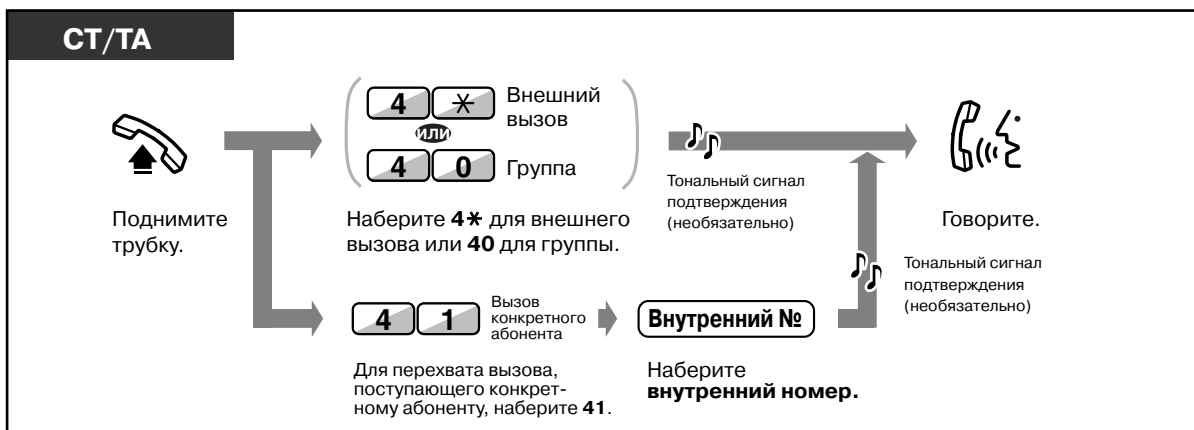 СТ/ТА
4 ✱ Внешний
вызов
или
4 0 Группа
Поднимите
трубку.
Наберите 4✱ для внешнего
вызова или 40 для группы.
Тональный сигнал
подтверждения
(необязательно)
Говорите.
4 1
Вызов
конкретного
абонента
Внутренний №
Тональный сигнал
подтверждения
(необязательно)
Для перехвата вызова,
поступающего конкрет-
ному абоненту, наберите 41.
Наберите
внутренний номер.